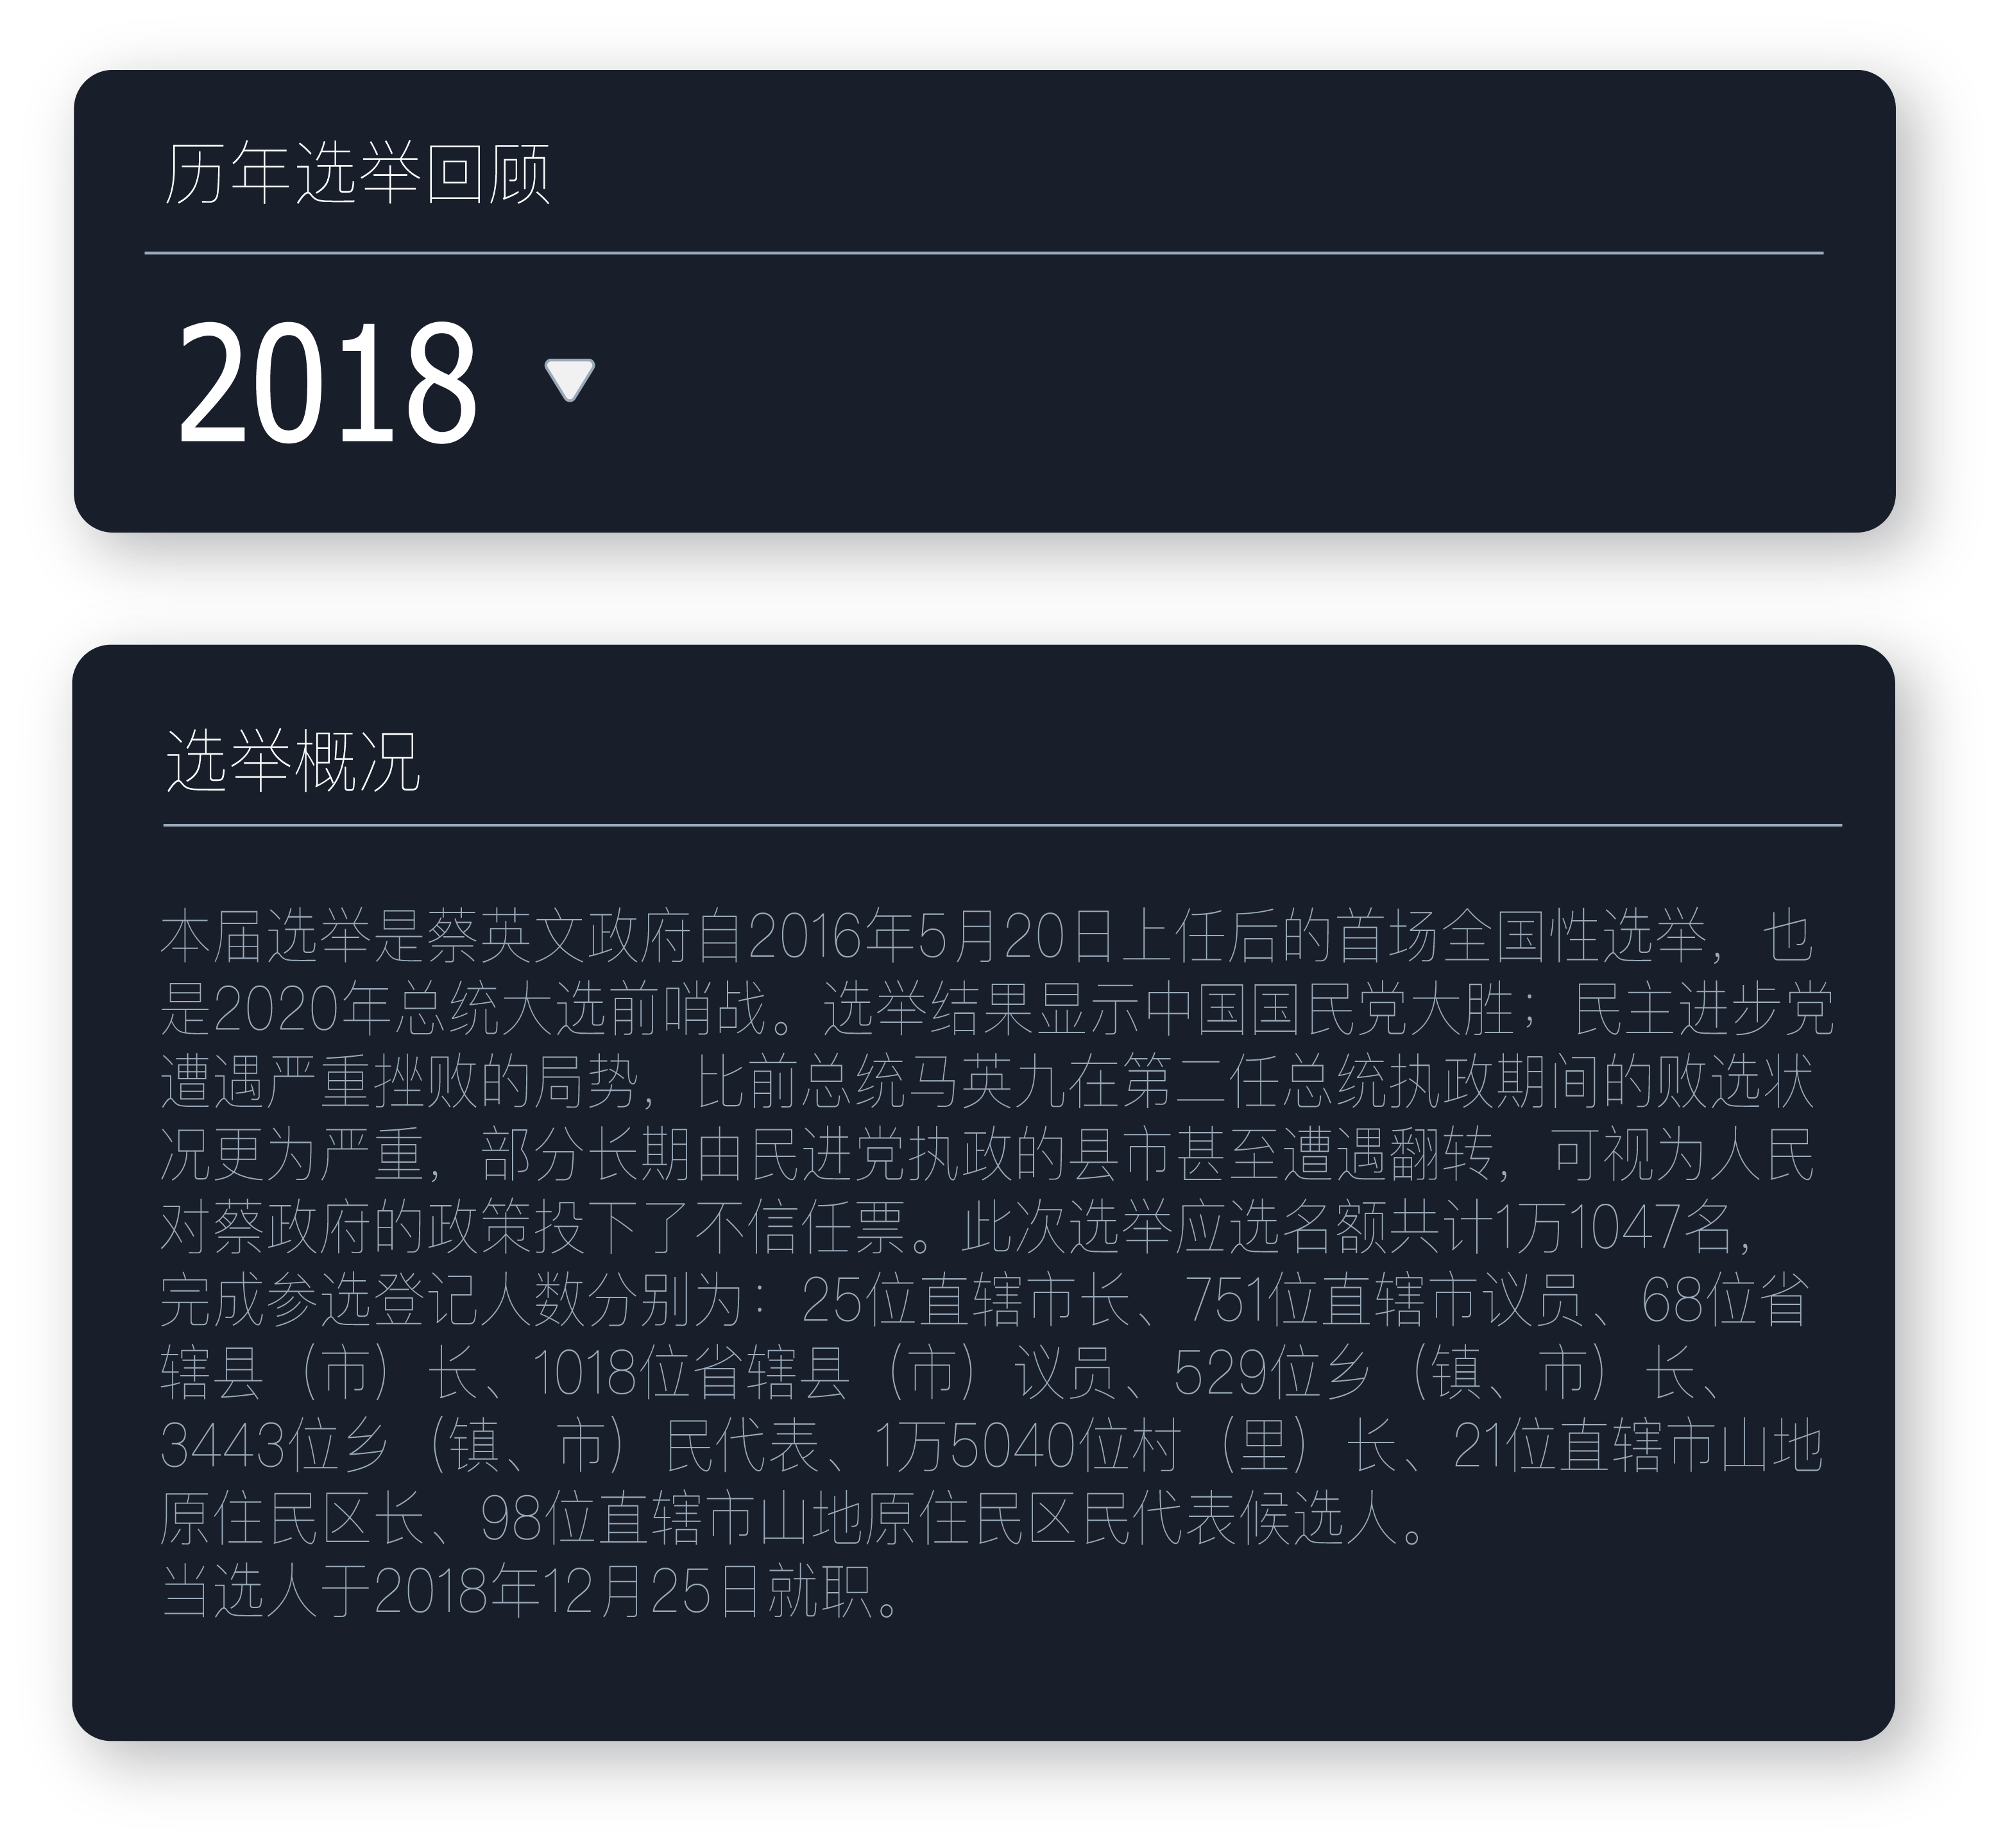 历年选举回顾
2018
选举概况
本届选举是蔡英文政府自2016年5月20日上任后的首场全国性选举，也
是2020年总统大选前哨战。选举结果显示中国国民党大胜；民主进步党
遭遇严重挫败的局势，比前总统马英九在第二任总统执政期间的败选状
况更为严重，部分长期由民进党执政的县市甚至遭遇翻转，可视为人民
对蔡政府的政策投下了不信任票。此次选举应选名额共计1万1047名，
完成参选登记人数分别为：25位直辖市长、751位直辖市议员、68位省
辖县（市）长、1018位省辖县（市）议员、529位乡（镇、市）长、
3443位乡（镇、市）民代表、1万5040位村（里）长、21位直辖市山地
原住民区长、98位直辖市山地原住民区民代表候选人。
当选人于2018年12月25日就职。